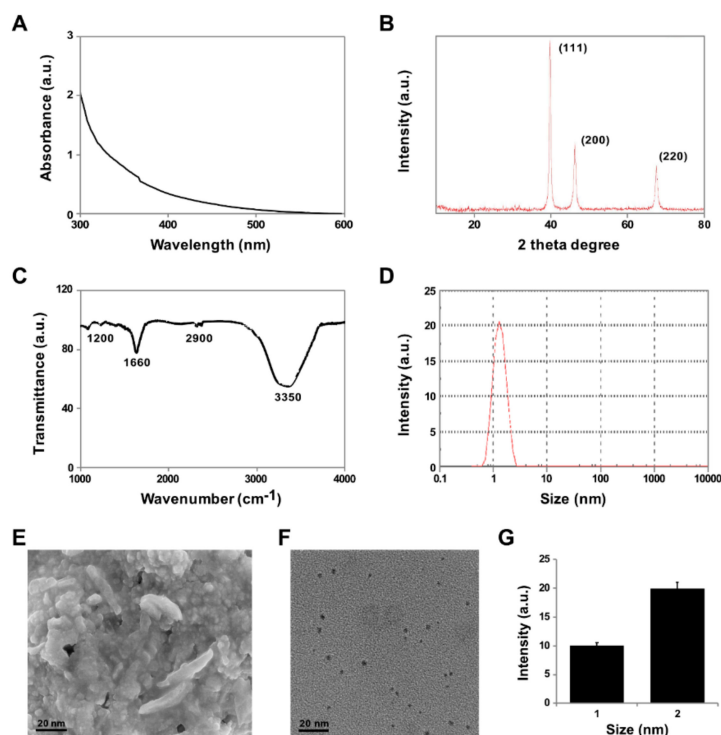 A
3
2
1
0
300
400
500
600
Absorbance (a.u.)
Wavelength (nm)
B
(111)
(200)
(220)
20
40
60
80
Intensity (a.u.)
2 theta degree
C
120
80
40
0
1200
1660
2900
3350
1000
2000
3000
4000
Transmittance (a.u.)
Wavenumber (cm-1)
D
25
20
15
10
5
0
0.1
1
10
100
1000
10000
Intensity (a.u.)
Size (nm)
E
20 nm
F
20 nm
G
25
20
15
10
5
0
1
2
Intensity (a.u.)
Size (nm)